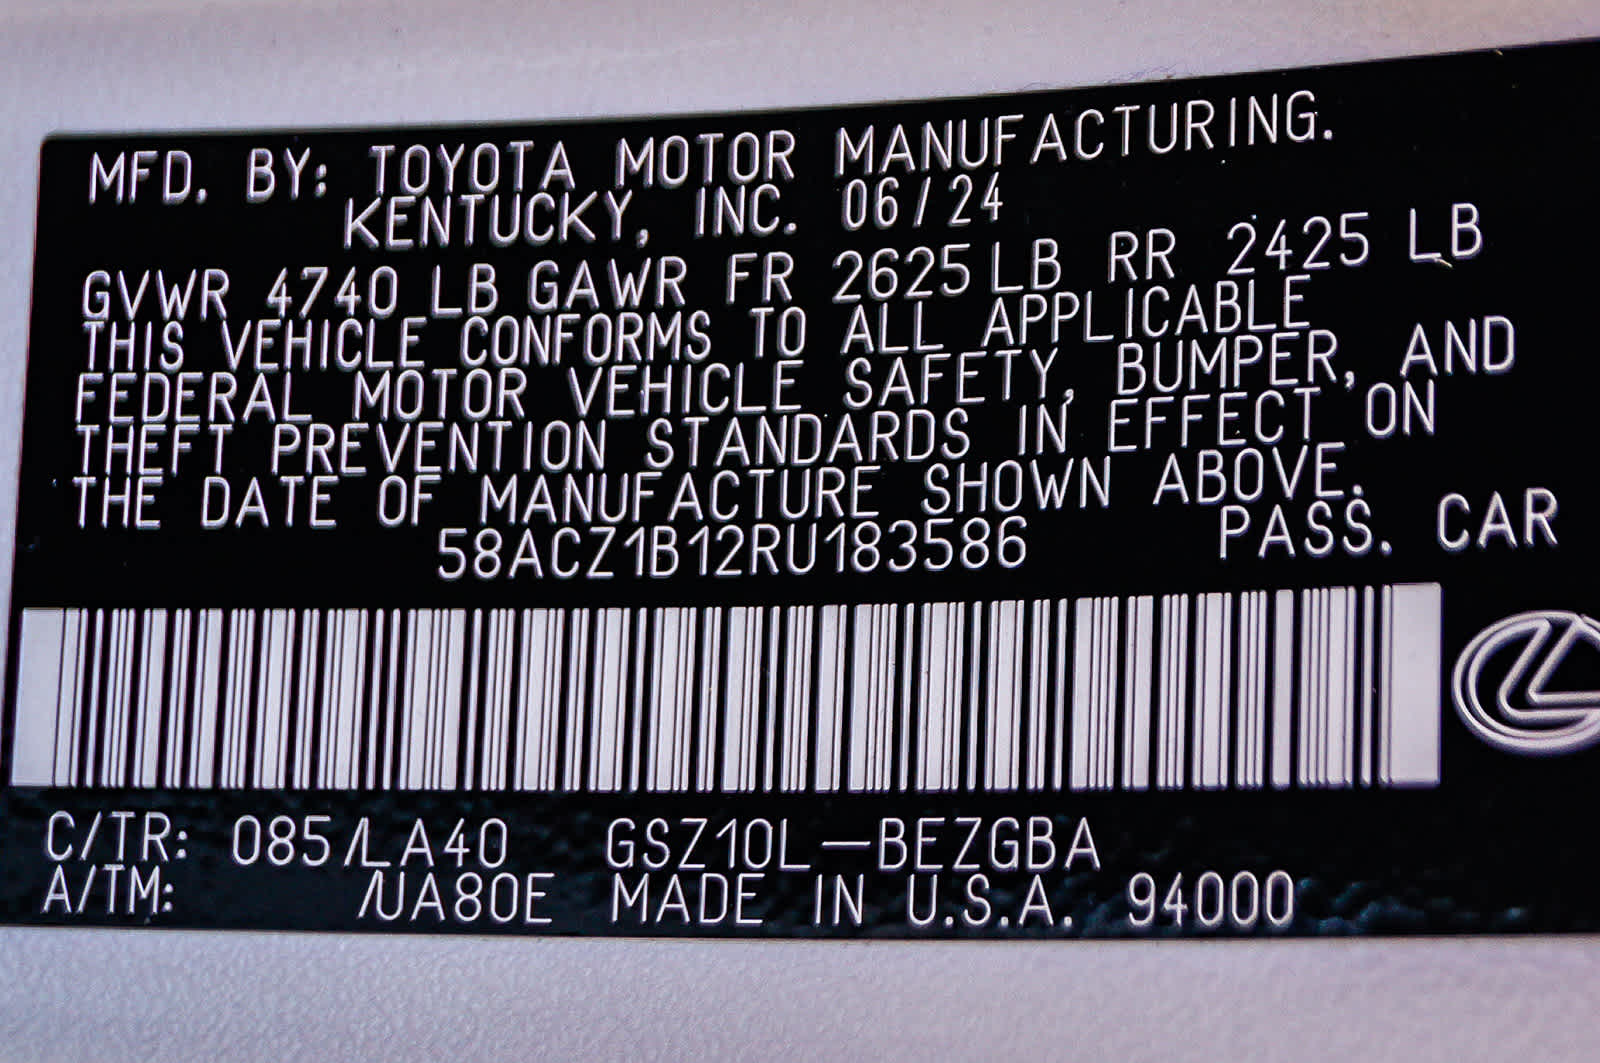 MFD. BY: TOYOTA MOTOR MANUFACTURING.
KENTUCKY, INC. 06/24
GVWR 4740 LB GAWR FR 2625 LB RR 2425 LB
THIS VEHICLE CONFORMS TO ALL APPLICABLE
FEDERAL MOTOR VEHICLE SAFETY, BUMPER, AND
THEFT PREVENTION STANDARDS IN EFFECT ON
THE DATE OF MANUFACTURE SHOWN ABOVE.
58ACZ1B12RU183586 PASS. CAR
C/TR: 085/LA40 GSZ10L-BEZGBA
A/TM: /UA80E MADE IN U.S.A. 94000